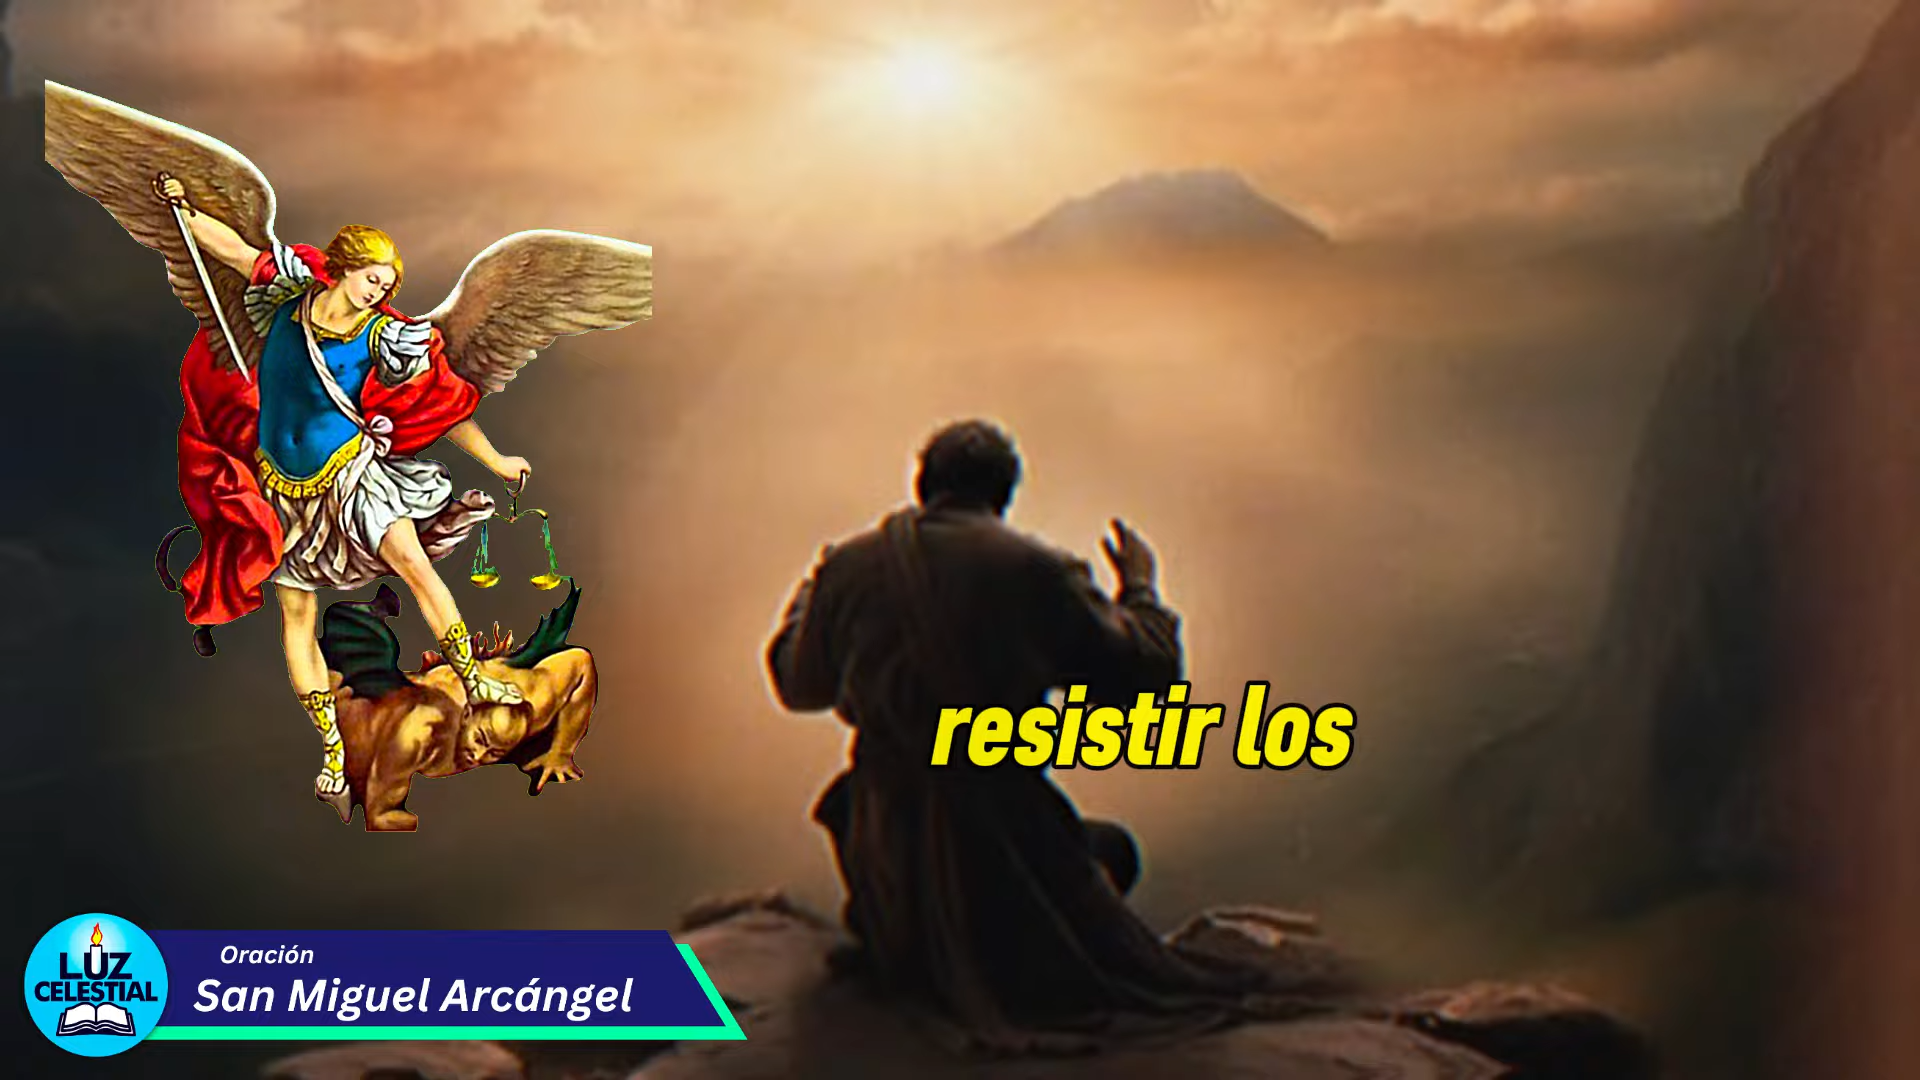 resistir los
Oración
San Miguel Arcángel
LUZ
CELESTIAL